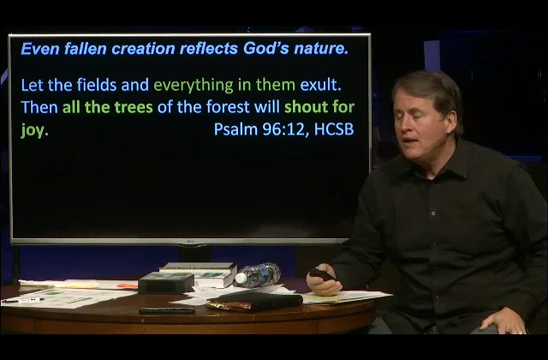 Even fallen creation reflects God's nature.
Let the fields and everything in them exult.
Then all the trees of the forest will shout for
joy. Psalm 96:12, HCSB